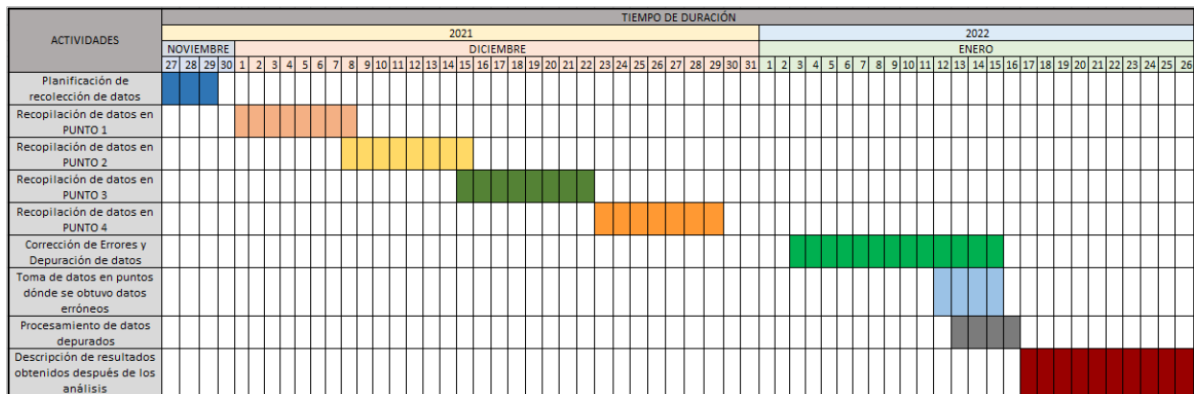 TIEMPO DE DURACIÓN
ACTIVIDADES
2021 2022
NOVIEMBRE DICIEMBRE ENERO
27 28 29 30 1 2 3 4 5 6 7 8 9 10 11 12 13 14 15 16 17 18 19 20 21 22 23 24 25 26 27 28 29 30 31 1 2 3 4 5 6 7 8 9 10 11 12 13 14 15 16 17 18 19 20 21 22 23 24 25 26
Planificación de
recolección de datos
Recopilación de datos en
PUNTO 1
Recopilación de datos en
PUNTO 2
Recopilación de datos en
PUNTO 3
Recopilación de datos en
PUNTO 4
Corrección de Errores y
Depuración de datos
Toma de datos en puntos
dónde se obtuvo datos
erróneos
Procesamiento de datos
depurados
Descripción de resultados
obtenidos después de los
análisis